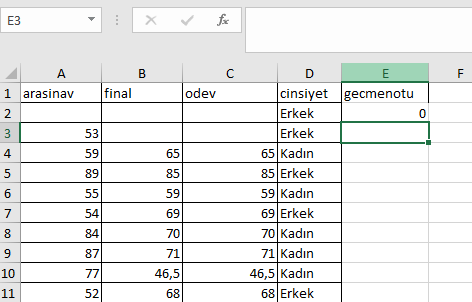 E3
fx
A B C D E F
1 arasinav final odev cinsiyet gecmenotu
2 Erkek 0
3 53 Erkek
4 59 65 65 Kadın
5 89 85 85 Erkek
6 55 59 59 Kadın
7 54 69 69 Erkek
8 84 70 70 Kadın
9 87 71 71 Kadın
10 77 46,5 46,5 Kadın
11 52 68 68 Erkek